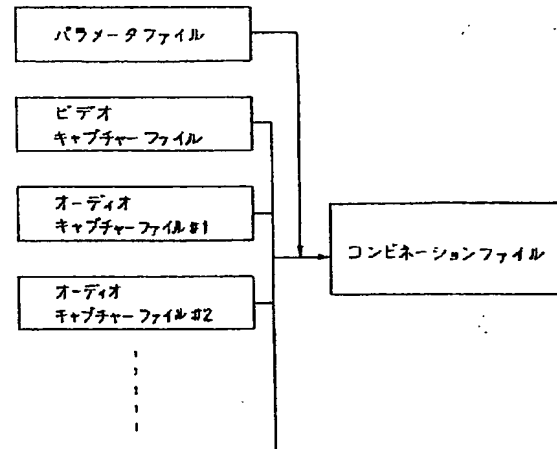 パラメータファイル
ビデオ
キャプチャーファイル
オーディオ
キャプチャーファイル#1
オーディオ
チャプチャーファイル#2
コンビネーションファイル